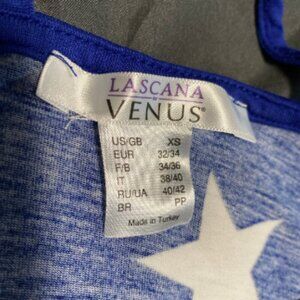 LASCANA
VENUS®
US/GB XS
EUR 32/34
F/B 34/36
IT 38/40
RU/UA 40/42
BR PP
Made in Turkey